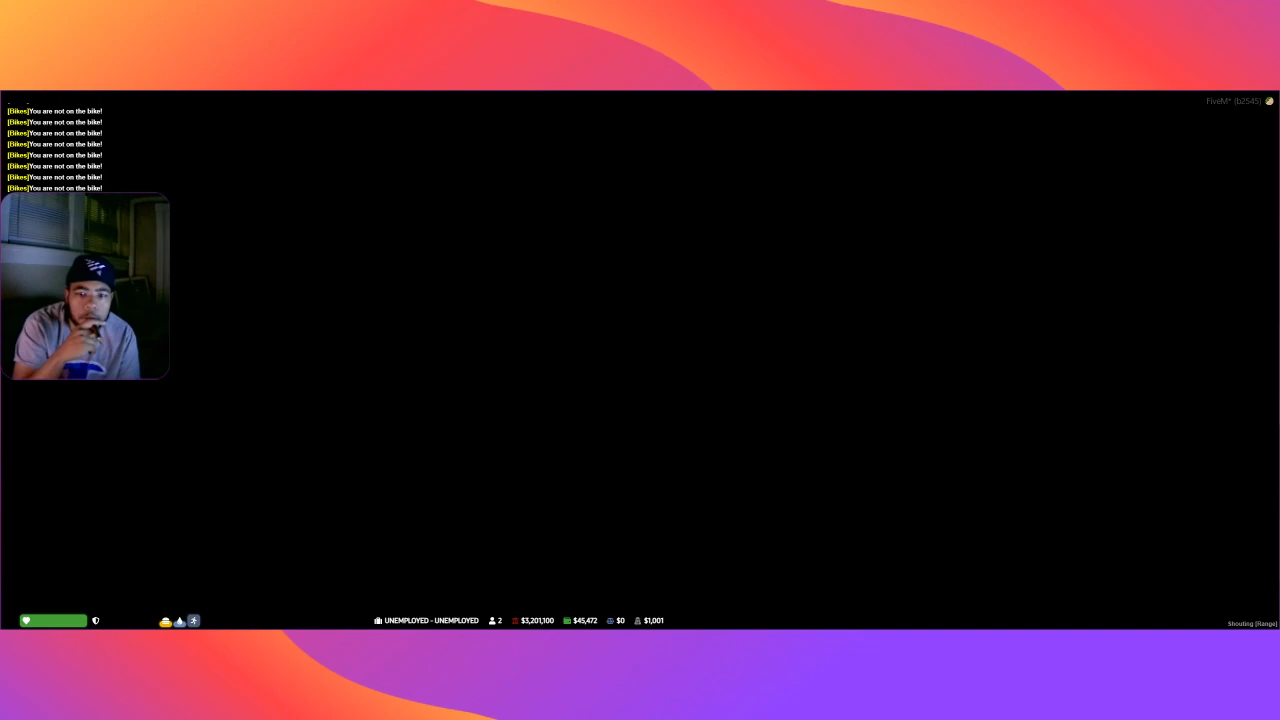 [Bikes]You are not on the bike!
[Bikes]You are not on the bike!
[Bikes]You are not on the bike!
[Bikes]You are not on the bike!
[Bikes]You are not on the bike!
[Bikes]You are not on the bike!
[Bikes]You are not on the bike!
[Bikes]You are not on the bike!
FiveM* (b2545)
UNEMPLOYED - UNEMPLOYED 2 $3,201,100 $45,472 $0 $1,001
Shouting [Range]